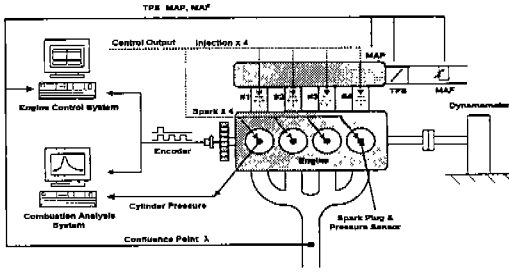 TPS MAP, MAF
Control Output
Injection x 4
MAP
#1
#2
#3
#4
TPS
MAF
Dynamometer
Engine Control System
Spark x 4
Encoder
Engine
Combustion Analysis
System
Cylinder Pressure
Spark Plug &
Pressure Sensor
Confluence Point λ